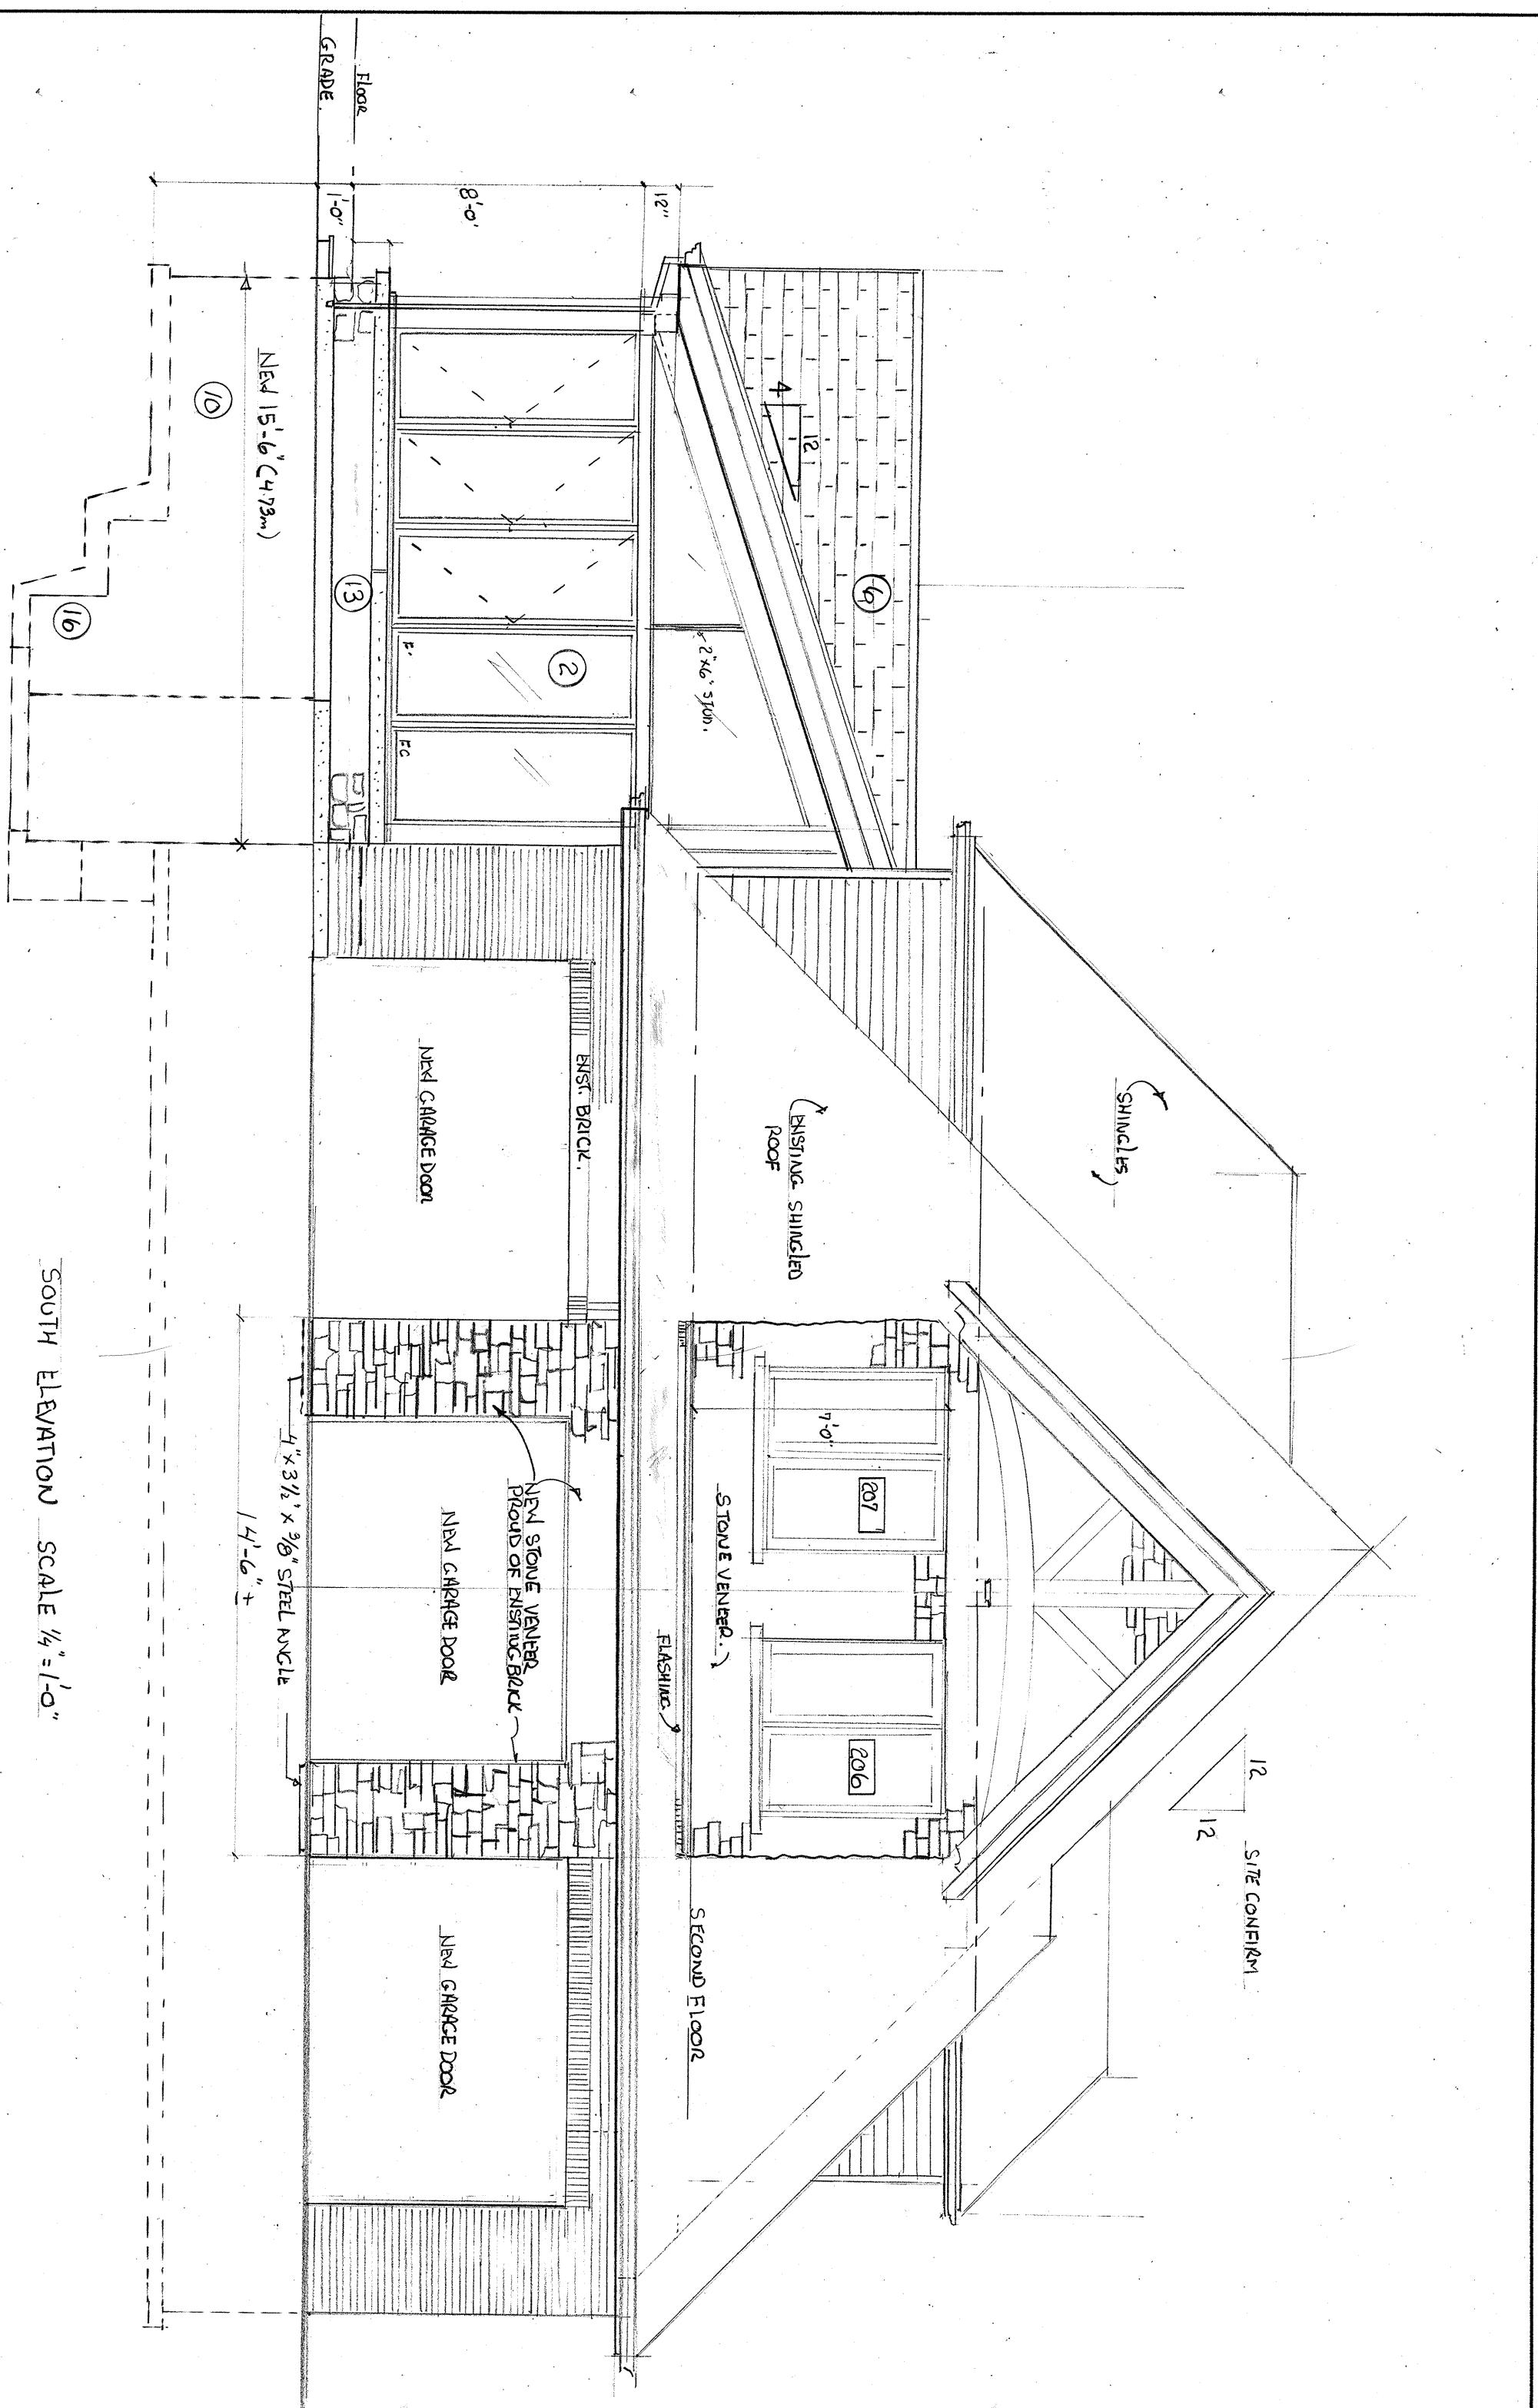 SHINGLES
12
12
SITE CONFIRM
6
4
12
EXISTING SHINGLED
ROOF
2"x6" STUD.
7'-0"
207
206
STONE VENEER.
FLASHING
SECOND FLOOR
12"
8'-0"
1'-0"
FLOOR
GRADE
2
F'
FC
13
EXIST. BRICK.
NEW GARAGE DOOR
NEW STONE VENEER
PROUD OF EXISTING BRICK
NEW GARAGE DOOR
NEW GARAGE DOOR
NEW 15'-6" (4.73m)
10
16
4" x 3 1/2" x 3/8" STEEL ANGLE
14'-6" ±
SOUTH ELEVATION SCALE 1/4" = 1'-0"